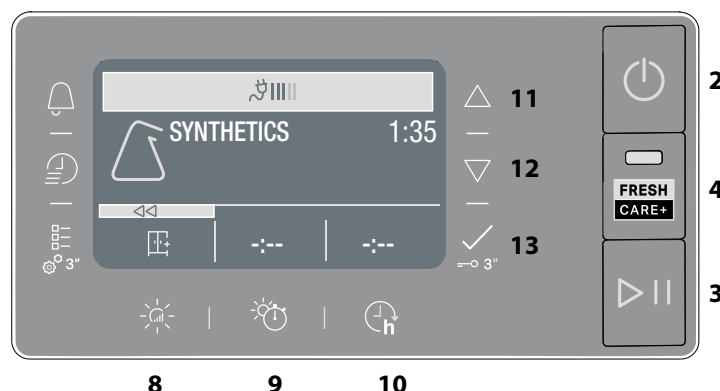 2
11
SYNTHETICS 1:35
12
4
FRESH
CARE+
3" -:-- -:-- 13
3"
3
h
8 9 10